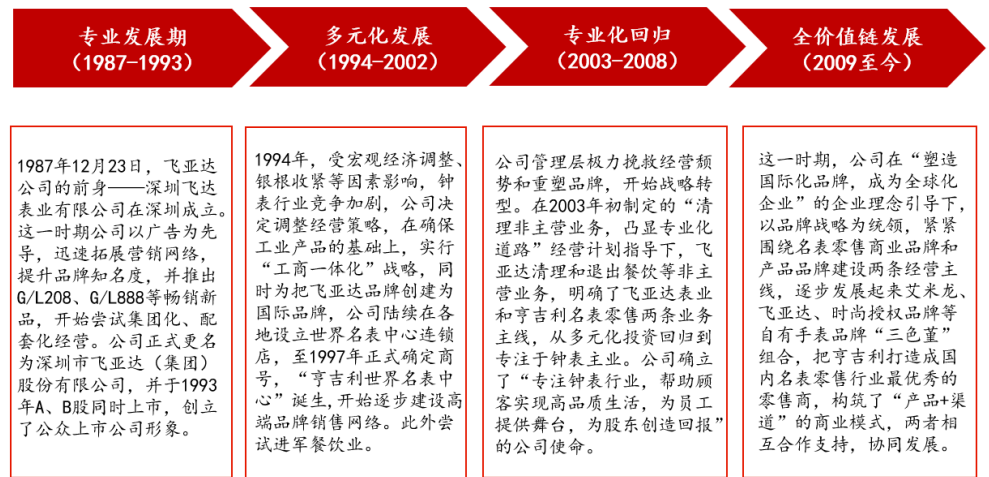 专业发展期
（1987-1993）
多元化发展
（1994-2002）
专业化回归
（2003-2008）
全价值链发展
（2009至今）
1987年12月23日，飞亚达
公司的前身——深圳飞达
表业有限公司在深圳成立。
这一时期公司以广告为先
导，迅速拓展营销网络，
提升品牌知名度，并推出
G/L208、G/L888等畅销新
品，开始尝试集团化、配
套化经营。公司正式更名
为深圳市飞亚达（集团）
股份有限公司，并于1993
年A、B股同时上市，创立
了公众上市公司形象。
1994年，受宏观经济调整、
银根收紧等因素影响，钟
表行业竞争加剧，公司决
定调整经营策略，在确保
工业产品的基础上，实行
“工商一体化”战略，同
时为把飞亚达品牌创建为
国际品牌，公司陆续在各
地设立世界名表中心连锁
店，至1997年正式确定商
号，“亨吉利世界名表中
心”诞生,开始逐步建设高
端品牌销售网络。此外尝
试进军餐饮业。
公司管理层极力挽救经营颓
势和重塑品牌，开始战略转
型。在2003年初制定的“清
理非主营业务，凸显专业化
道路”经营计划指导下，飞
亚达清理和退出餐饮等非主
营业务，明确了飞亚达表业
和亨吉利名表零售两条业务
主线，从多元化投资回归到
专注于钟表主业。公司确立
了“专注钟表行业，帮助顾
客实现高品质生活，为员工
提供舞台，为股东创造回报”
的公司使命。
这一时期，公司在“塑造
国际化品牌，成为全球化
企业”的企业理念引导下，
以品牌战略为统领，紧紧
围绕名表零售商业品牌和
产品品牌建设两条经营主
线，逐步发展起来艾米龙、
飞亚达、时尚授权品牌等
自有手表品牌“三色堇”
组合，把亨吉利打造成国
内名表零售行业最优秀的
零售商，构筑了“产品+渠
道”的商业模式，两者相
互合作支持，协同发展。